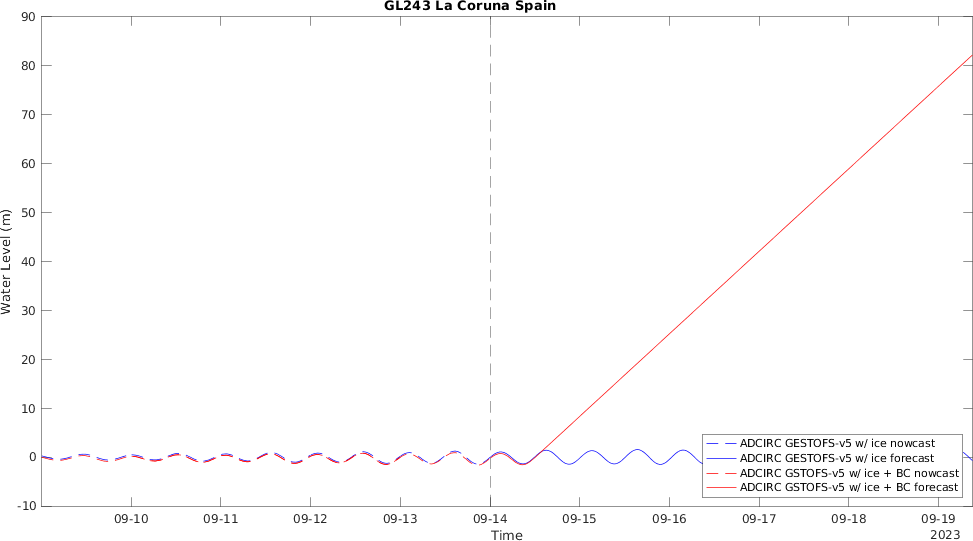 GL243 La Coruna Spain
90
80
70
60
50
40
30
20
10
0
-10
Water Level (m)
ADCIRC GESTOFS-v5 w/ ice nowcast
ADCIRC GESTOFS-v5 w/ ice forecast
ADCIRC GSTOFS-v5 w/ ice + BC nowcast
ADCIRC GSTOFS-v5 w/ ice + BC forecast
09-10 09-11 09-12 09-13 09-14 09-15 09-16 09-17 09-18 09-19
Time
2023